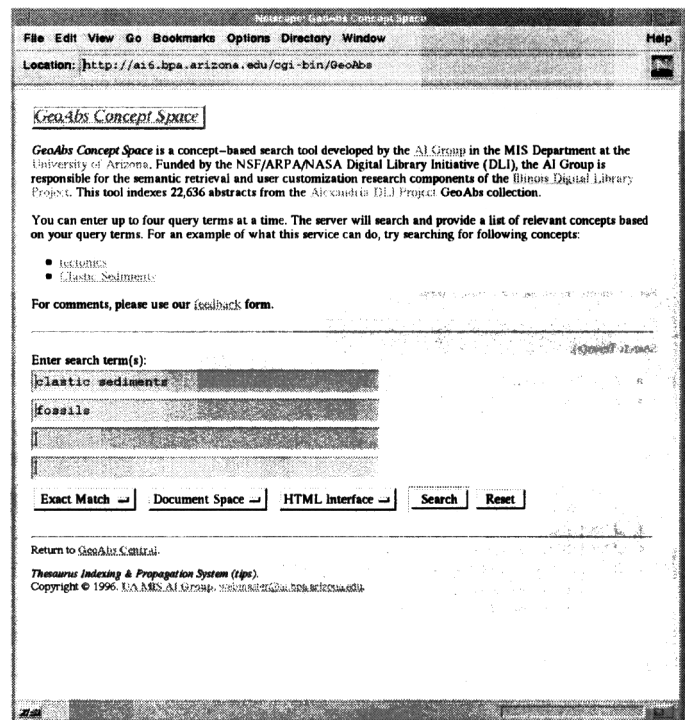 Netscape: GeoAbs Concept Space
File Edit View Go Bookmarks Options Directory Window Help
Location: http://ai6.bpa.arizona.edu/cgi-bin/GeoAbs
N
GeoAbs Concept Space
GeoAbs Concept Space is a concept-based search tool developed by the AI Group in the MIS Department at the
University of Arizona. Funded by the NSF/ARPA/NASA Digital Library Initiative (DLI), the AI Group is
responsible for the semantic retrieval and user customization research components of the Illinois Digital Library
Project. This tool indexes 22,636 abstracts from the Alexandria DLI Project GeoAbs collection.
You can enter up to four query terms at a time. The server will search and provide a list of relevant concepts based
on your query terms. For an example of what this service can do, try searching for following concepts:
tectonics
Clastic Sediments
For comments, please use our feedback form.
Enter search term(s):
clastic sediments
fossils
Exact Match Document Space HTML Interface Search Reset
Return to GeoAbs Central.
Thesaurus Indexing & Propagation System (tips).
Copyright © 1996. UA MIS AI Group, webmaster@ai.bpa.arizona.edu.